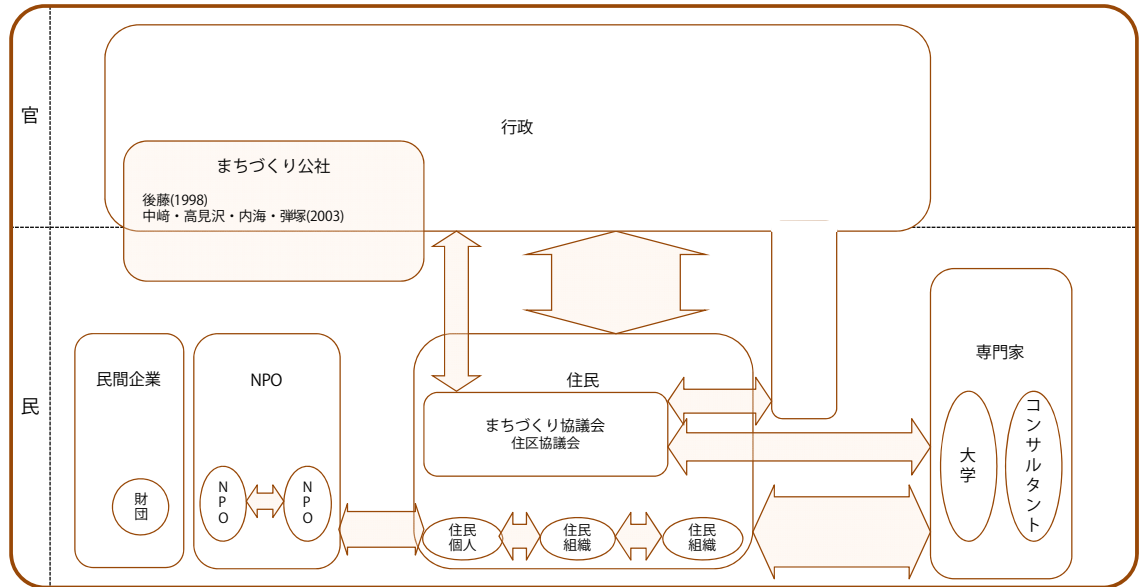 官
行政
まちづくり公社
後藤(1998)
中﨑・高見沢・内海・弾塚(2003)
民
民間企業
財団
NPO
NPO
NPO
住民
まちづくり協議会
住区協議会
住民
個人
住民
組織
住民
組織
専門家
大学
コンサルタント